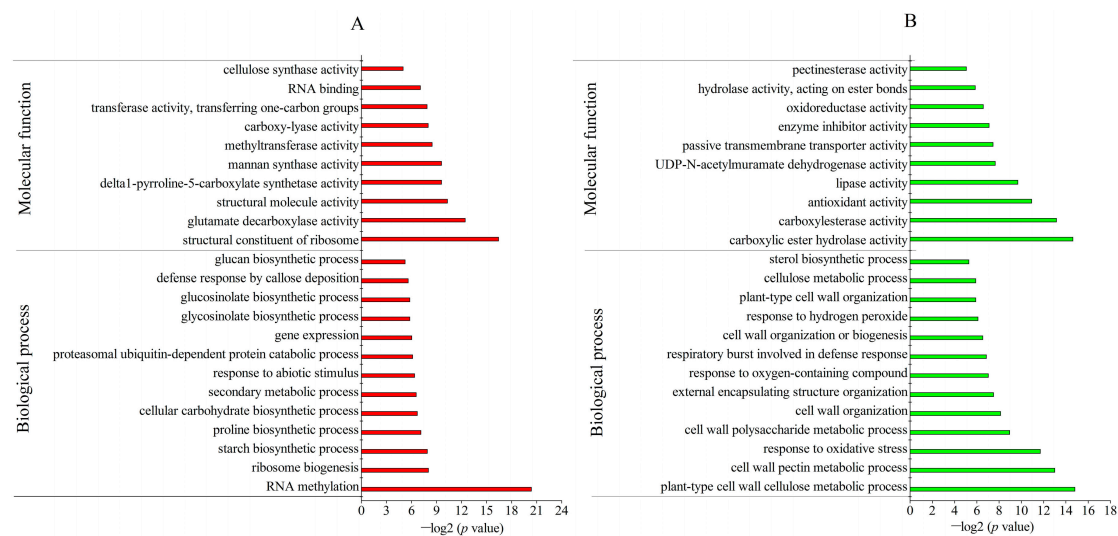 A
Molecular function
cellulose synthase activity
RNA binding
transferase activity, transferring one-carbon groups
carboxy-lyase activity
methyltransferase activity
mannan synthase activity
delta1-pyrroline-5-carboxylate synthetase activity
structural molecule activity
glutamate decarboxylase activity
structural constituent of ribosome
Biological process
glucan biosynthetic process
defense response by callose deposition
glucosinolate biosynthetic process
glycosinolate biosynthetic process
gene expression
proteasomal ubiquitin-dependent protein catabolic process
response to abiotic stimulus
secondary metabolic process
cellular carbohydrate biosynthetic process
proline biosynthetic process
starch biosynthetic process
ribosome biogenesis
RNA methylation
0 3 6 9 12 15 18 21 24
−log2 (p value)
B
Molecular function
pectinesterase activity
hydrolase activity, acting on ester bonds
oxidoreductase activity
enzyme inhibitor activity
passive transmembrane transporter activity
UDP-N-acetylmuramate dehydrogenase activity
lipase activity
antioxidant activity
carboxylesterase activity
carboxylic ester hydrolase activity
Biological process
sterol biosynthetic process
cellulose metabolic process
plant-type cell wall organization
response to hydrogen peroxide
cell wall organization or biogenesis
respiratory burst involved in defense response
response to oxygen-containing compound
external encapsulating structure organization
cell wall organization
cell wall polysaccharide metabolic process
response to oxidative stress
cell wall pectin metabolic process
plant-type cell wall cellulose metabolic process
0 2 4 6 8 10 12 14 16 18
−log2 (p value)